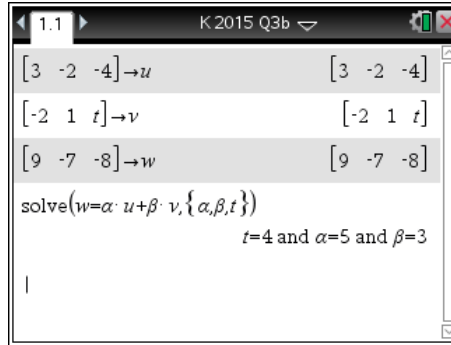 1.1 K 2015 Q3b
[3 -2 -4]→u [3 -2 -4]
[-2 1 t]→v [-2 1 t]
[9 -7 -8]→w [9 -7 -8]
solve(w=α·u+β·v,{α,β,t})
t=4 and α=5 and β=3